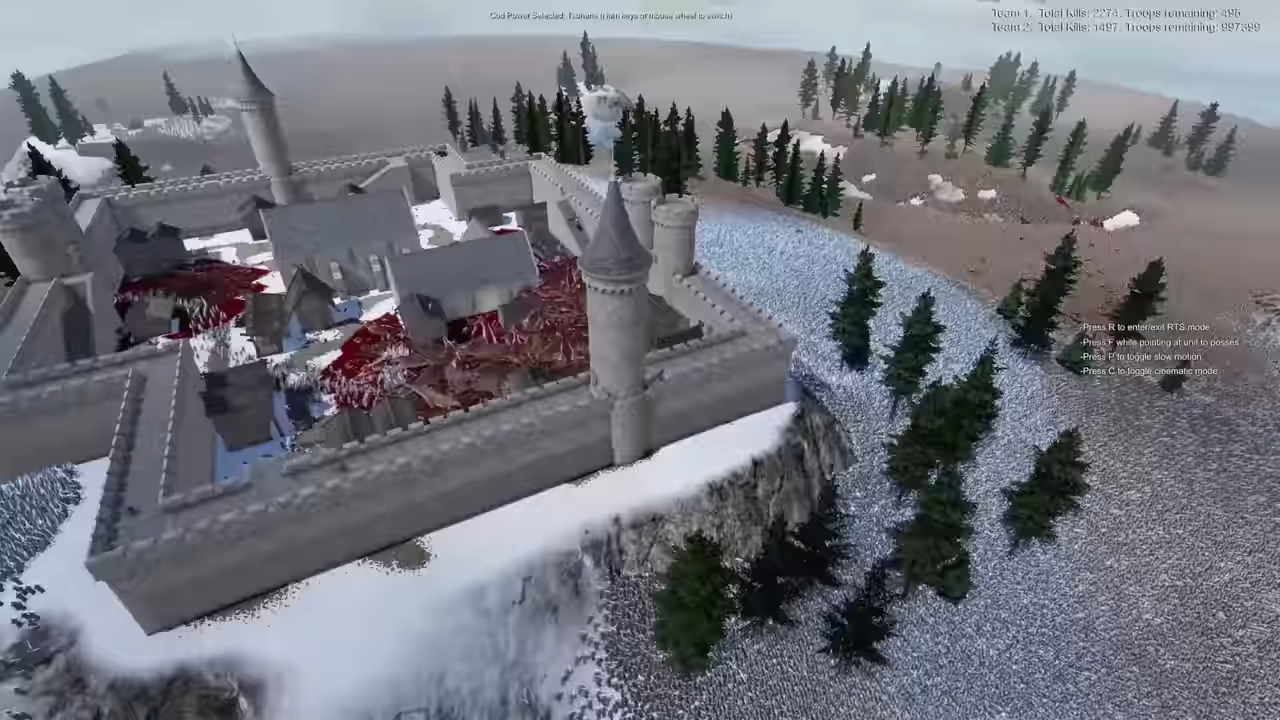 God Power Selected: Tsunami (num keys or mouse wheel to switch)
Team 1. Total Kills: 2274. Troops remaining: 495
Team 2. Total Kills: 1497. Troops remaining: 997399
Press R to enter/exit RTS mode
Press F while pointing at unit to posses
Press P to toggle slow motion
Press C to toggle cinematic mode